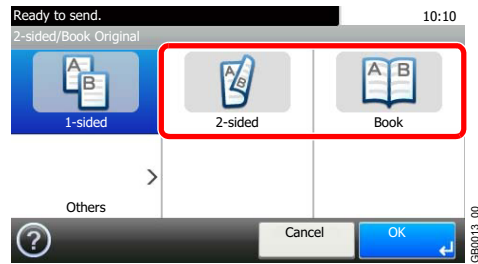 Ready to send.
10:10
2-sided/Book Original
A
B
A
B
A B
1-sided
2-sided
Book
Others
?
Cancel
OK
GB0013_00